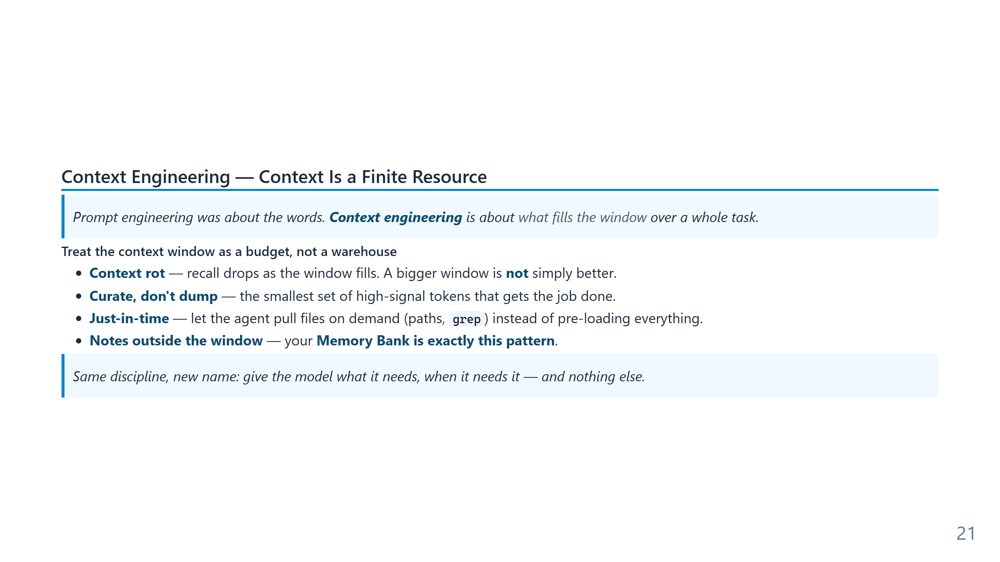 Context Engineering — Context Is a Finite Resource
Prompt engineering was about the words. Context engineering is about what fills the window over a whole task.
Treat the context window as a budget, not a warehouse
• Context rot — recall drops as the window fills. A bigger window is not simply better.
• Curate, don't dump — the smallest set of high-signal tokens that gets the job done.
• Just-in-time — let the agent pull files on demand (paths, grep) instead of pre-loading everything.
• Notes outside the window — your Memory Bank is exactly this pattern.
Same discipline, new name: give the model what it needs, when it needs it — and nothing else.
21